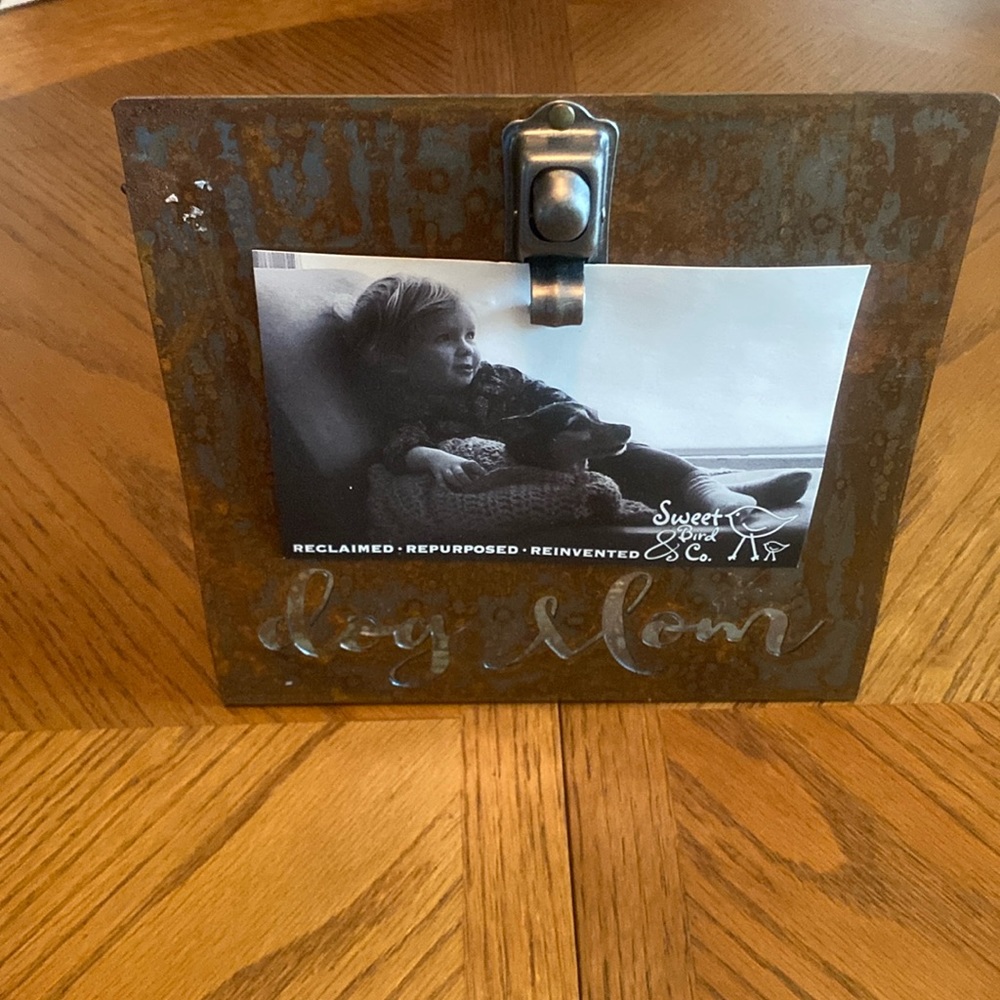 Sweet
Bird
& Co.
RECLAIMED · REPURPOSED · REINVENTED
dog Mom